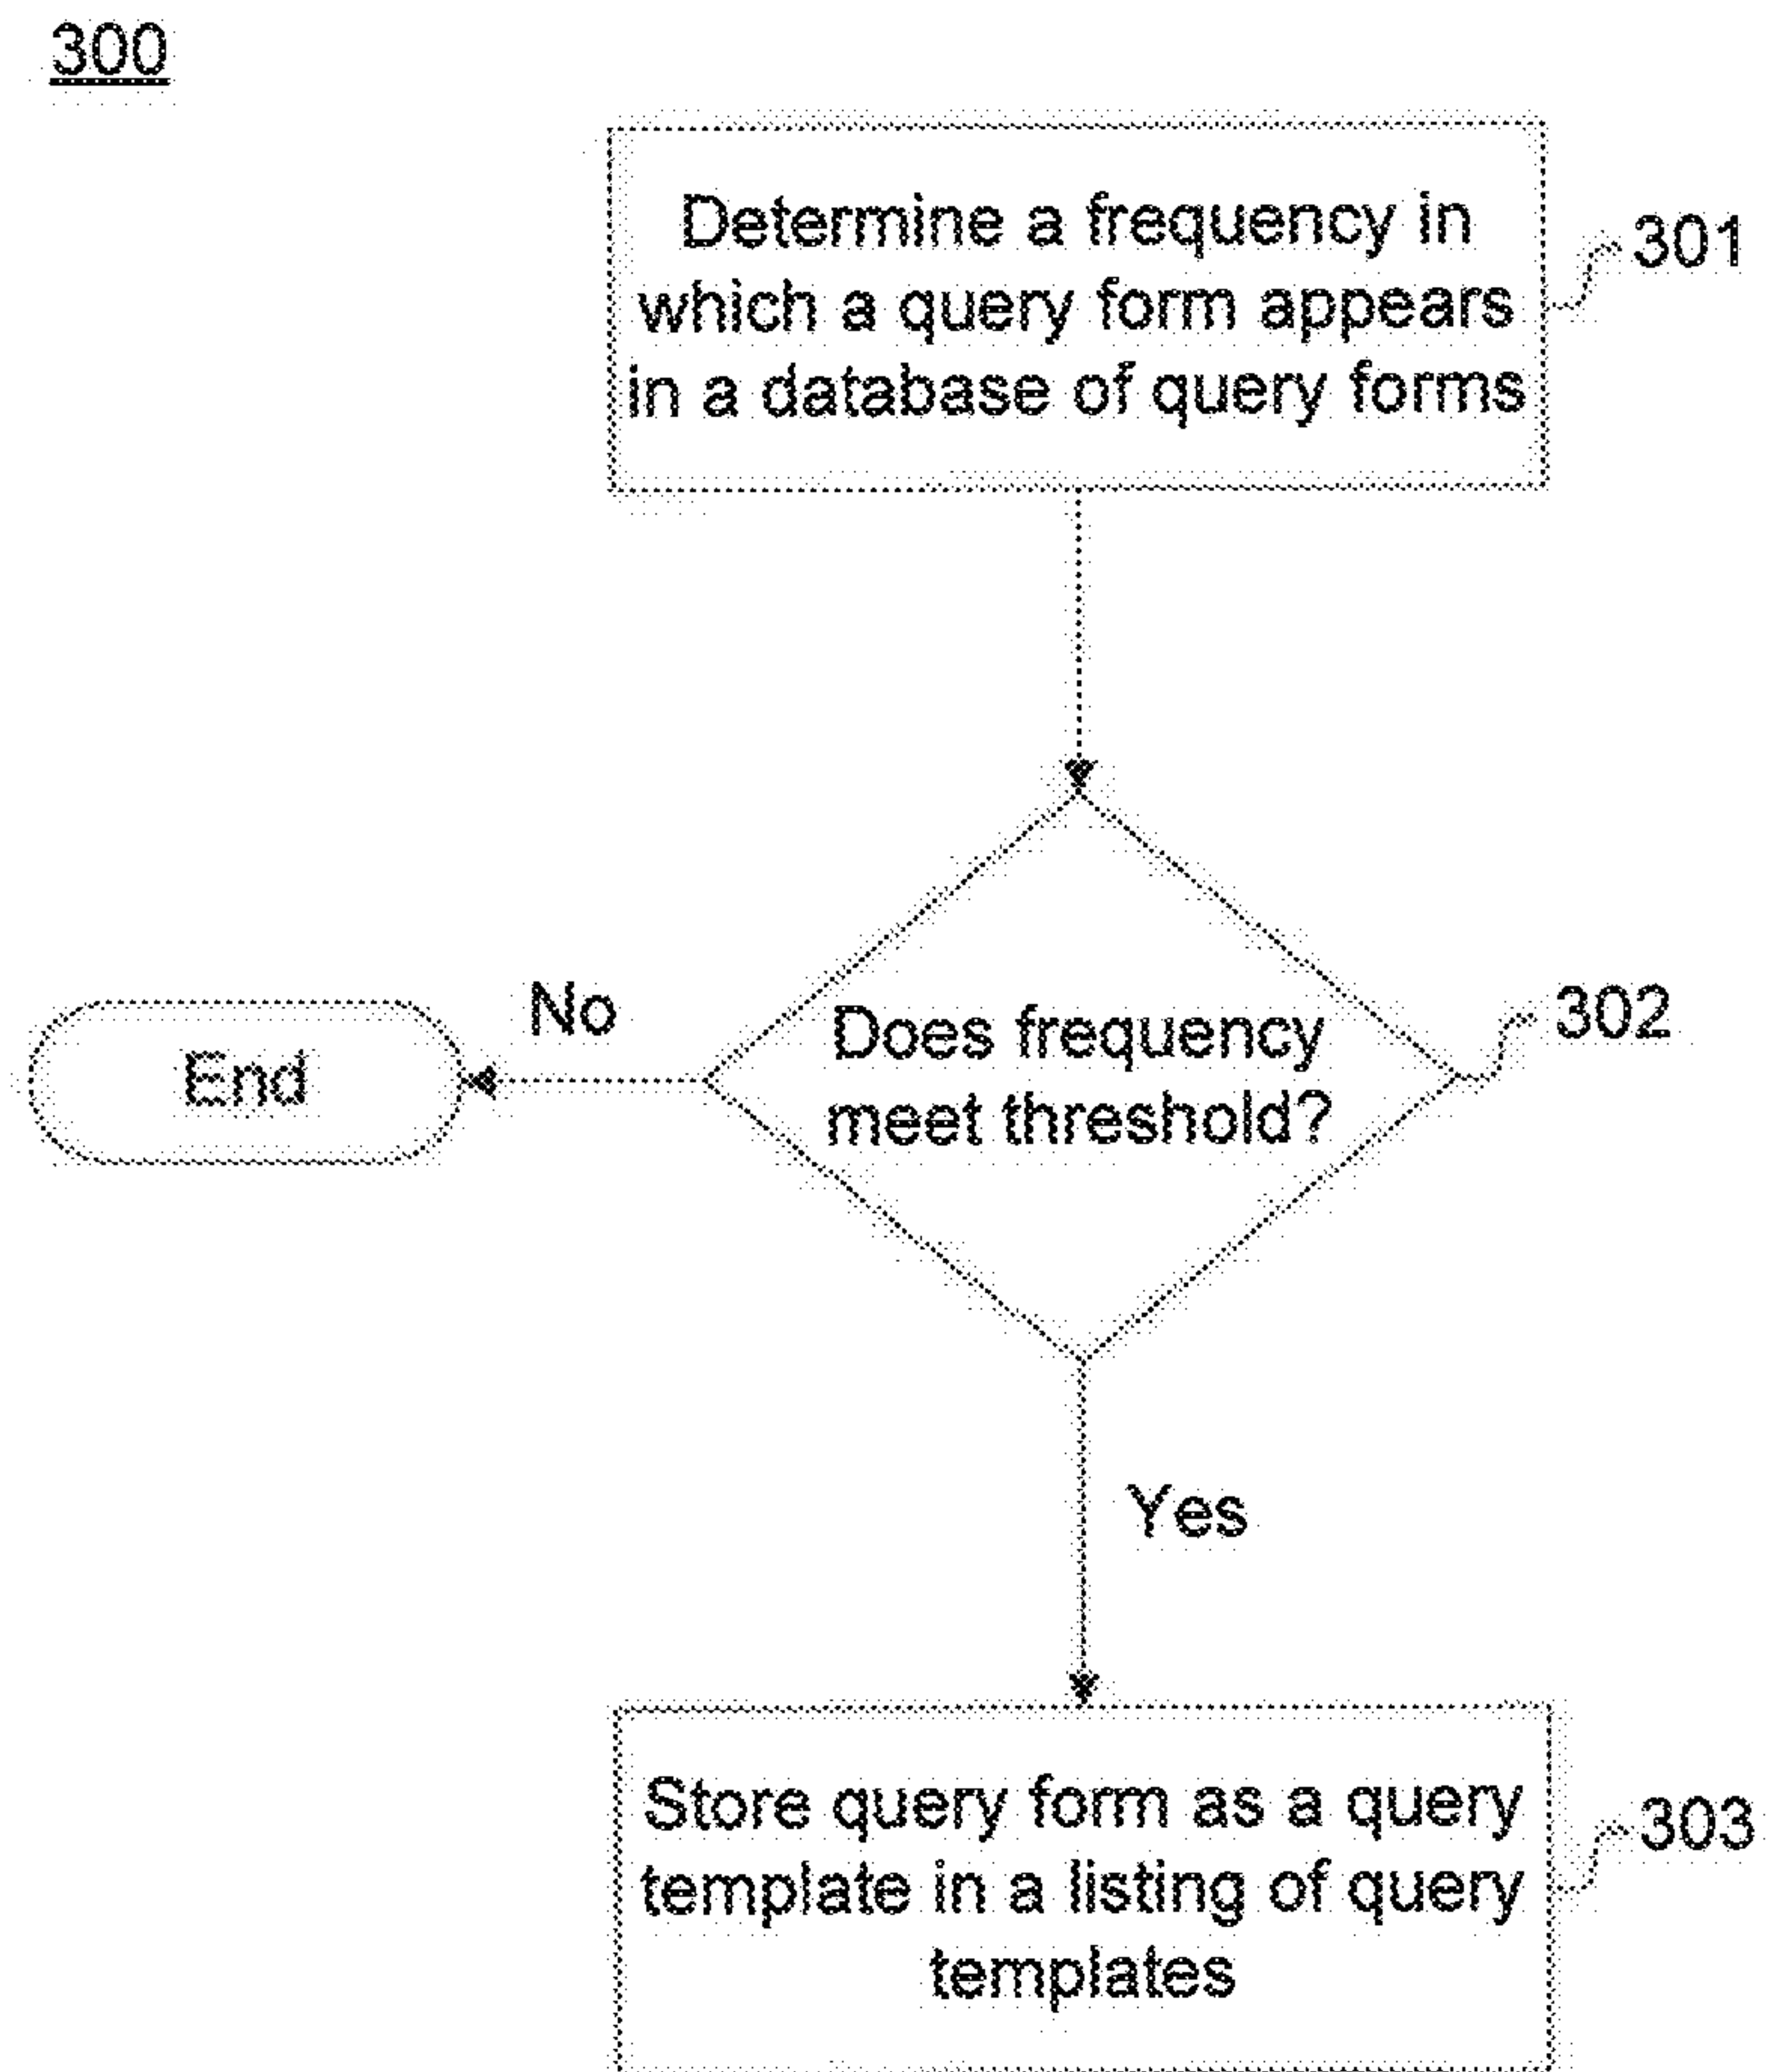 300
Determine a frequency in
which a query form appears
in a database of query forms
301
Does frequency
meet threshold?
302
No
End
Yes
Store query form as a query
template in a listing of query
templates
303